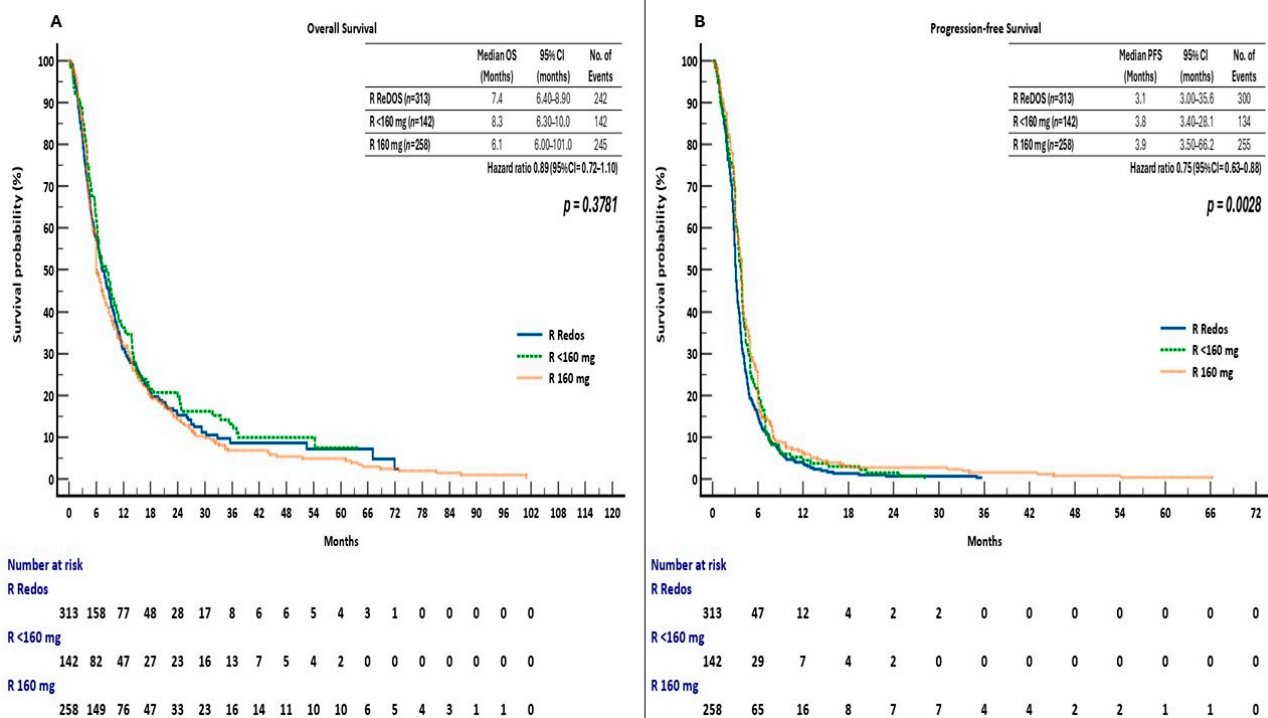 A
Overall Survival
Median OS 95% CI No. of
(Months) (months) Events
R ReDOS (n=313) 7.4 6.40-8.90 242
R <160 mg (n=142) 8.3 6.30-10.0 142
R 160 mg (n=258) 6.1 6.00-101.0 245
Hazard ratio 0.89 (95%CI= 0.72-1.10)
p = 0.3781
Survival probability (%)
100
90
80
70
60
50
40
30
20
10
0
R Redos
R <160 mg
R 160 mg
0 6 12 18 24 30 36 42 48 54 60 66 72 78 84 90 96 102 108 114 120
Months
Number at risk
R Redos
313 158 77 48 28 17 8 6 6 5 4 3 1 0 0 0 0 0
R <160 mg
142 82 47 27 23 16 13 7 5 4 2 0 0 0 0 0 0 0
R 160 mg
258 149 76 47 33 23 16 14 11 10 10 6 5 4 3 1 1 0
B
Progression-free Survival
Median PFS 95% CI No. of
(Months) (months) Events
R ReDOS (n=313) 3.1 3.00-35.6 300
R <160 mg (n=142) 3.8 3.40-28.1 134
R 160 mg (n=258) 3.9 3.50-66.2 255
Hazard ratio 0.75 (95%CI= 0.63-0.88)
p = 0.0028
Survival probability (%)
100
90
80
70
60
50
40
30
20
10
0
R Redos
R <160 mg
R 160 mg
0 6 12 18 24 30 36 42 48 54 60 66 72
Months
Number at risk
R Redos
313 47 12 4 2 2 0 0 0 0 0 0 0
R <160 mg
142 29 7 4 2 0 0 0 0 0 0 0 0
R 160 mg
258 65 16 8 7 7 4 4 2 2 1 1 0